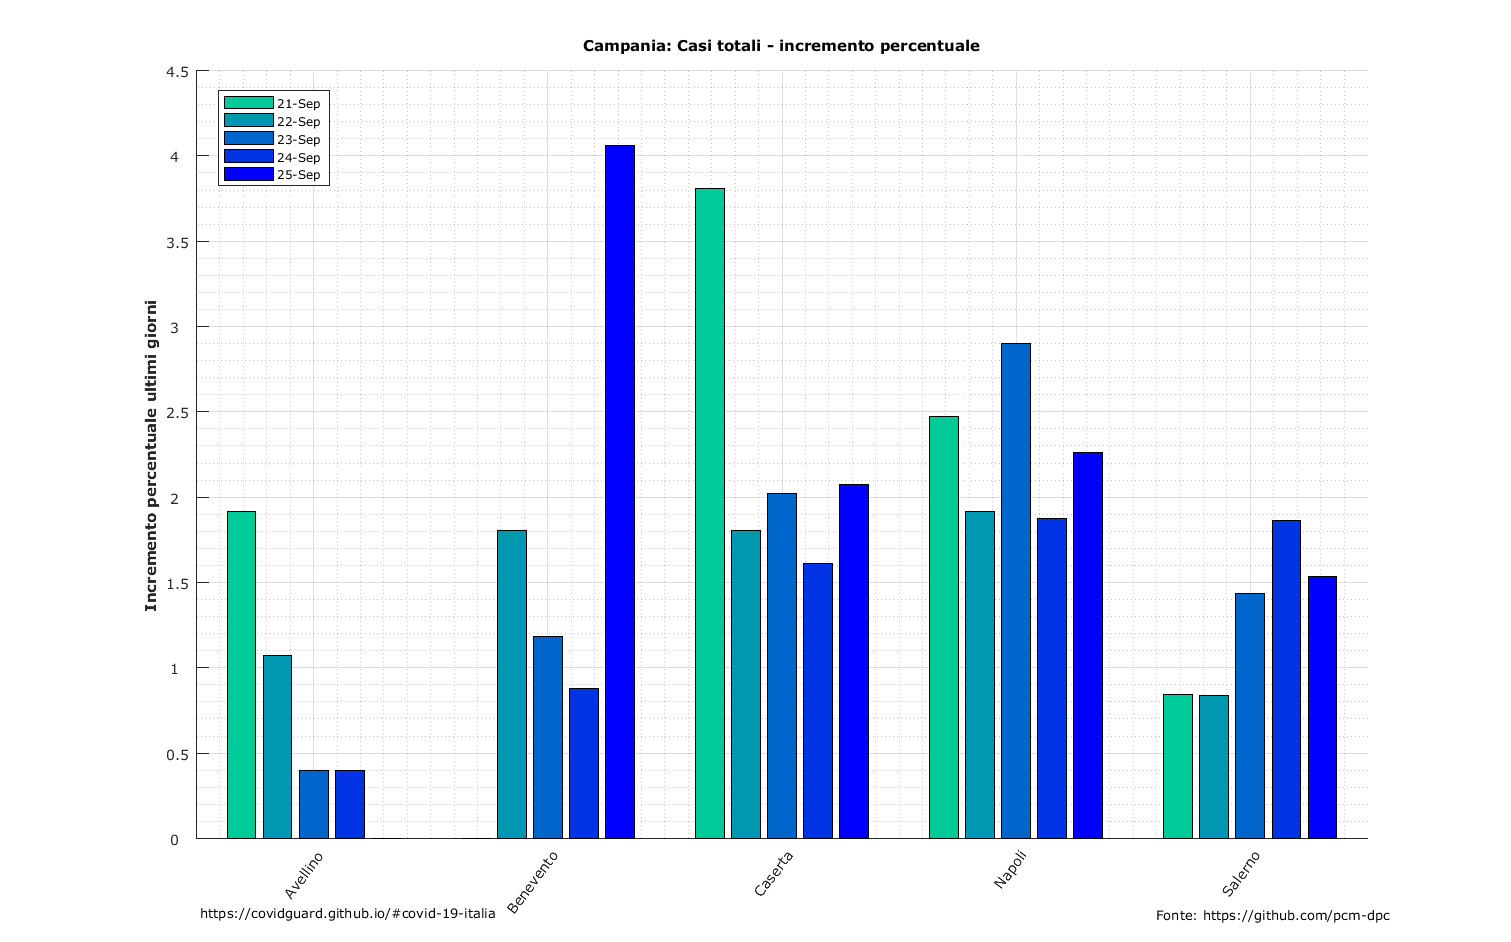 Campania: Casi totali - incremento percentuale
4.5
4
3.5
3
2.5
2
1.5
1
0.5
0
Incremento percentuale ultimi giorni
21-Sep
22-Sep
23-Sep
24-Sep
25-Sep
Avellino
Benevento
Caserta
Napoli
Salerno
https://covidguard.github.io/#covid-19-italia
Fonte: https://github.com/pcm-dpc